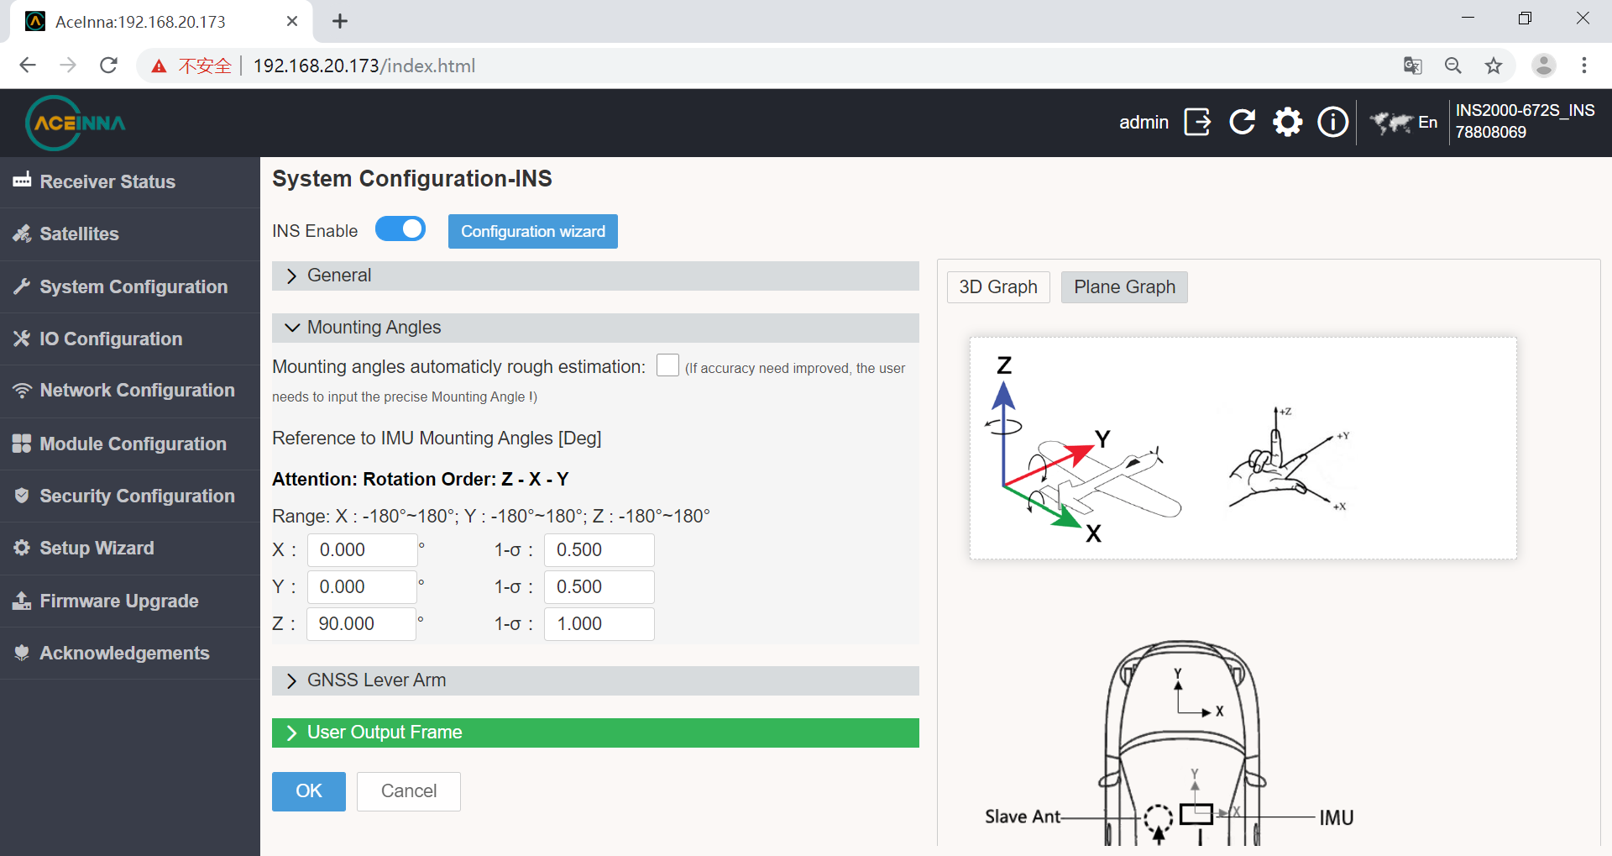 AceInna:192.168.20.173
不安全 192.168.20.173/index.html
ACEINNA
admin
En
INS2000-672S_INS
78808069
Receiver Status
Satellites
System Configuration
IO Configuration
Network Configuration
Module Configuration
Security Configuration
Setup Wizard
Firmware Upgrade
Acknowledgements
System Configuration-INS
INS Enable
Configuration wizard
General
Mounting Angles
Mounting angles automaticly rough estimation: (If accuracy need improved, the user
needs to input the precise Mounting Angle !)
Reference to IMU Mounting Angles [Deg]
Attention: Rotation Order: Z - X - Y
Range: X : -180°~180°; Y : -180°~180°; Z : -180°~180°
X : 0.000 ° 1-σ : 0.500
Y : 0.000 ° 1-σ : 0.500
Z : 90.000 ° 1-σ : 1.000
GNSS Lever Arm
User Output Frame
OK
Cancel
3D Graph
Plane Graph
Z
Y
X
+Z
+Y
+X
Y
X
Y
X
Slave Ant
IMU